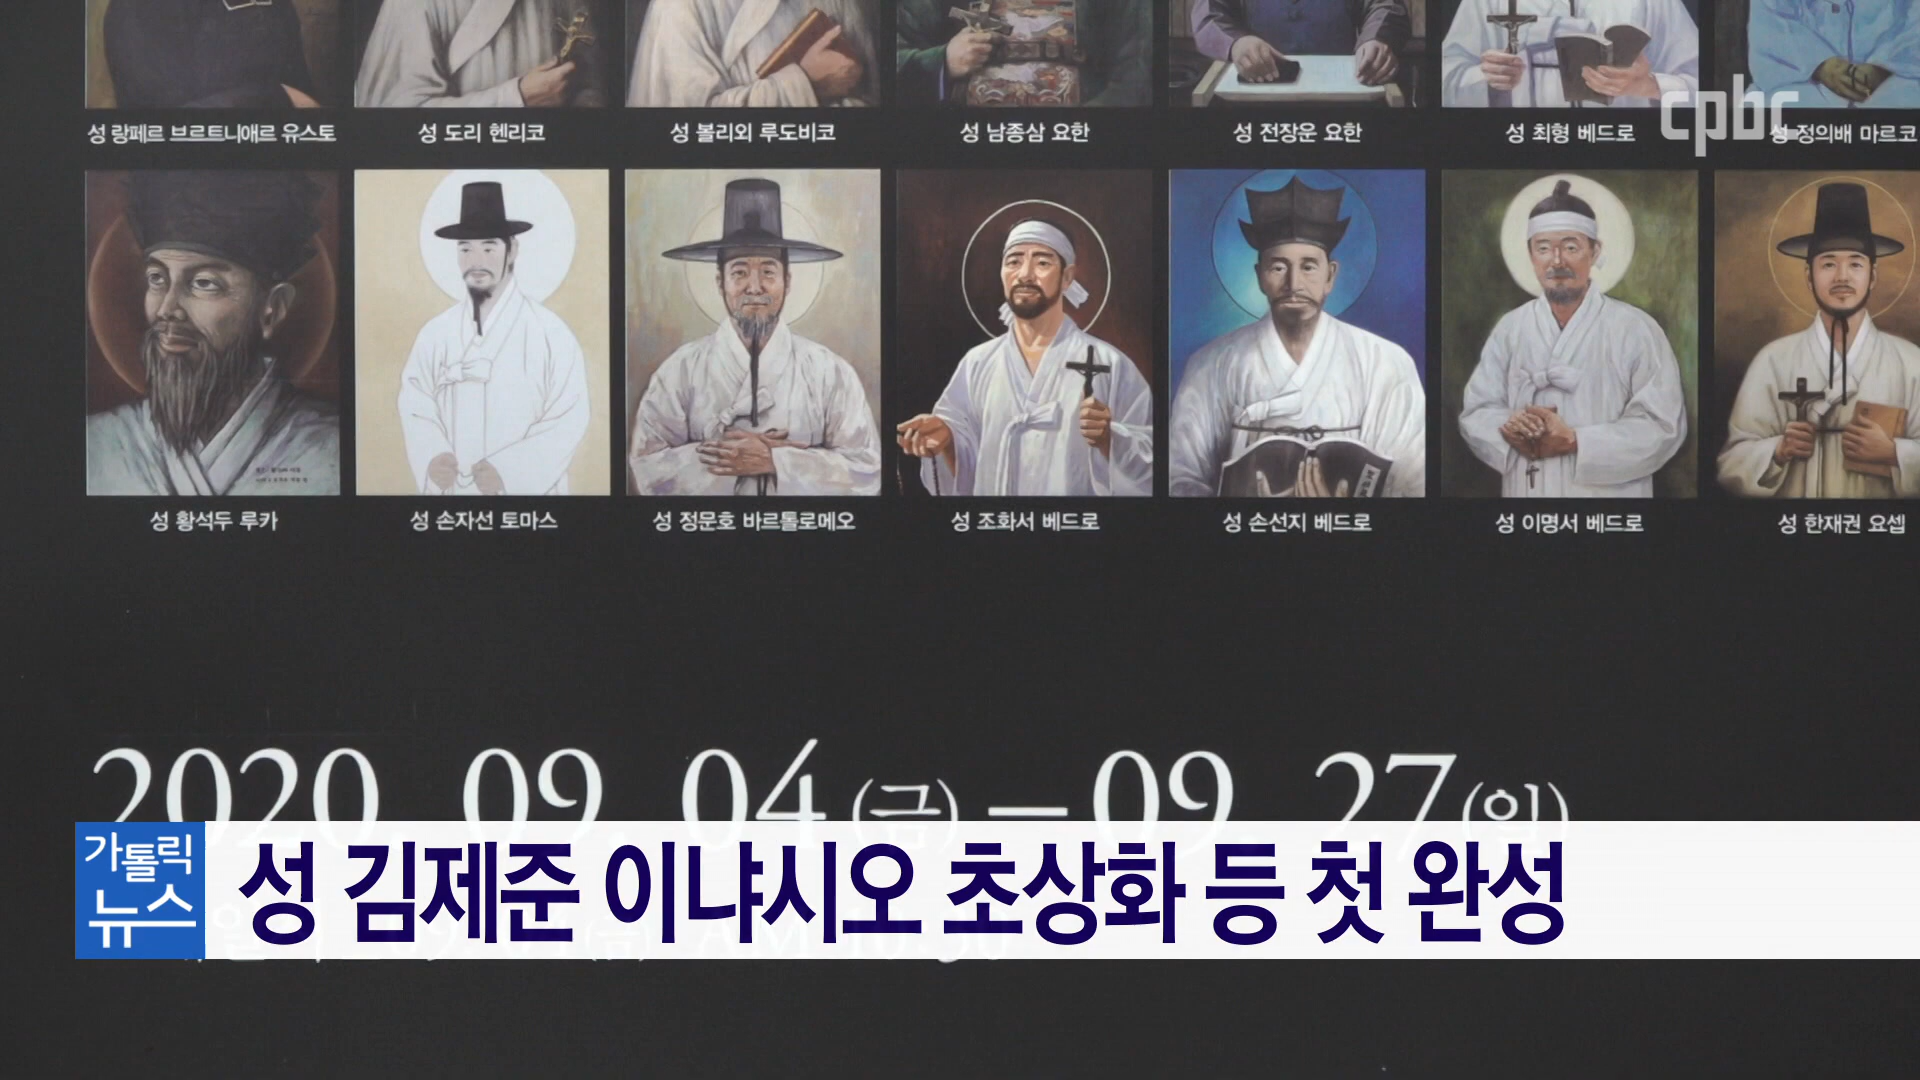 성 랑페르 브르트니애르 유스토
성 도리 헨리코
성 볼리외 루도비코
성 남종삼 요한
성 전장운 요한
성 최형 베드로
성 정의배 마르코
cpbc
성 황석두 루카
성 손자선 토마스
성 정문호 바르톨로메오
성 조화서 베드로
성 손선지 베드로
성 이명서 베드로
성 한재권 요셉
2020. 09. 04 (금) – 09. 27 (일)
가톨릭
뉴스
성 김제준 이냐시오 초상화 등 첫 완성